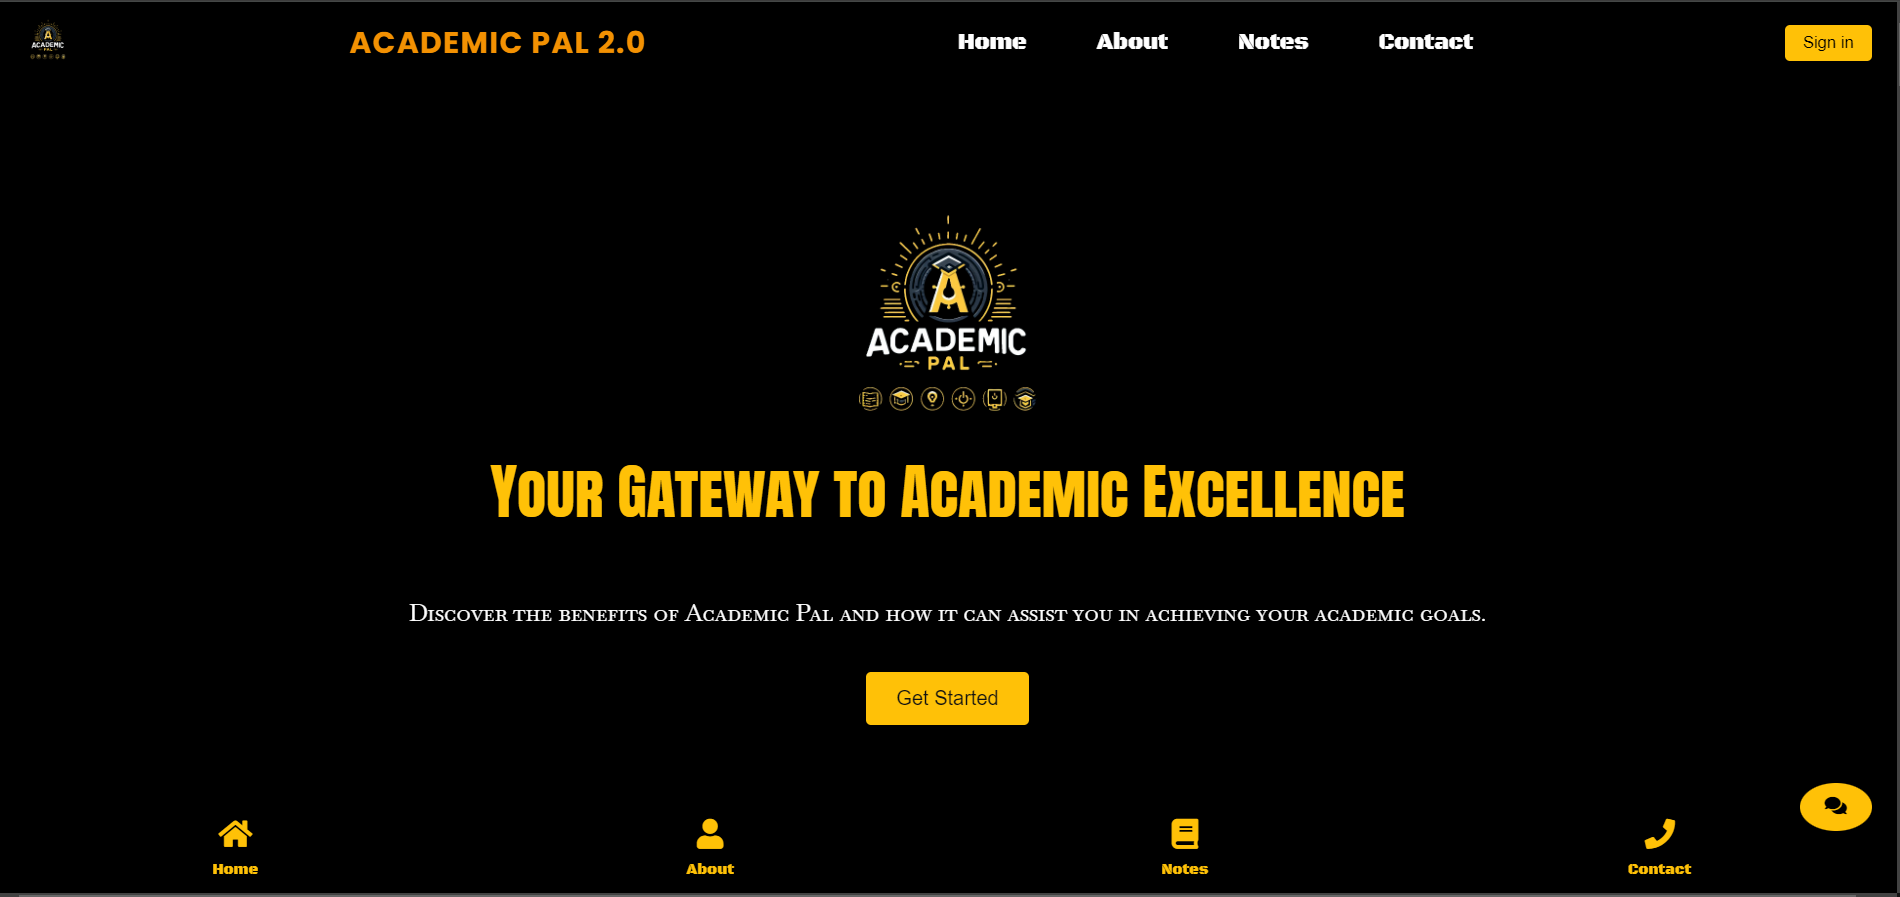 ACADEMIC
PAL
ACADEMIC PAL 2.0
Home About Notes Contact
Sign in
A
ACADEMIC
PAL
Your Gateway to Academic Excellence
Discover the benefits of Academic Pal and how it can assist you in achieving your academic goals.
Get Started
Home About Notes Contact